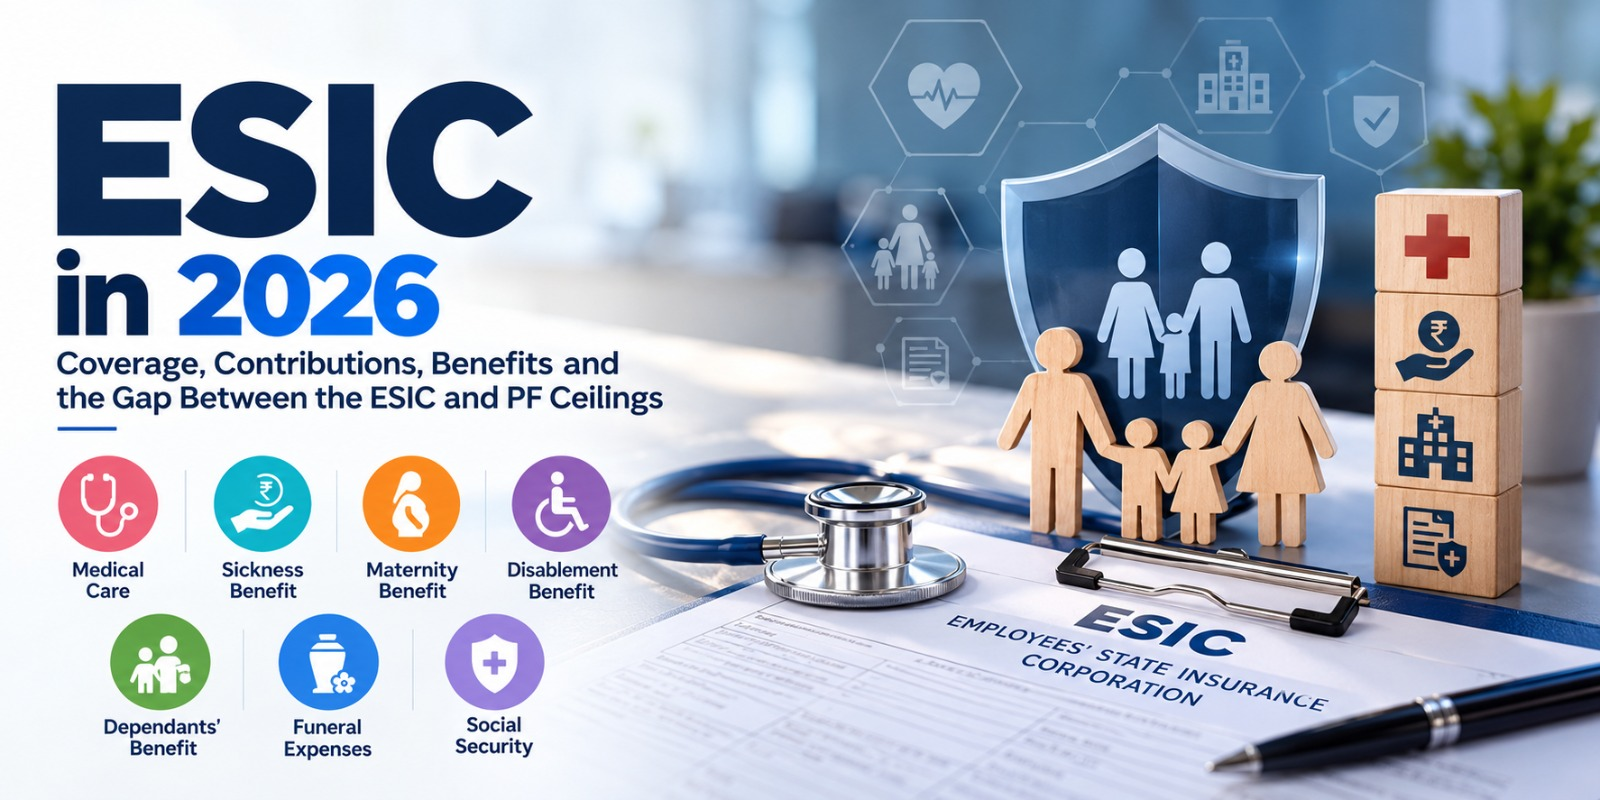 ESIC
in 2026
Coverage, Contributions, Benefits and
the Gap Between the ESIC and PF Ceilings
Medical
Care
Sickness
Benefit
Maternity
Benefit
Disablement
Benefit
Dependants'
Benefit
Funeral
Expenses
Social
Security
ESIC
EMPLOYEES' STATE INSURANCE
CORPORATION